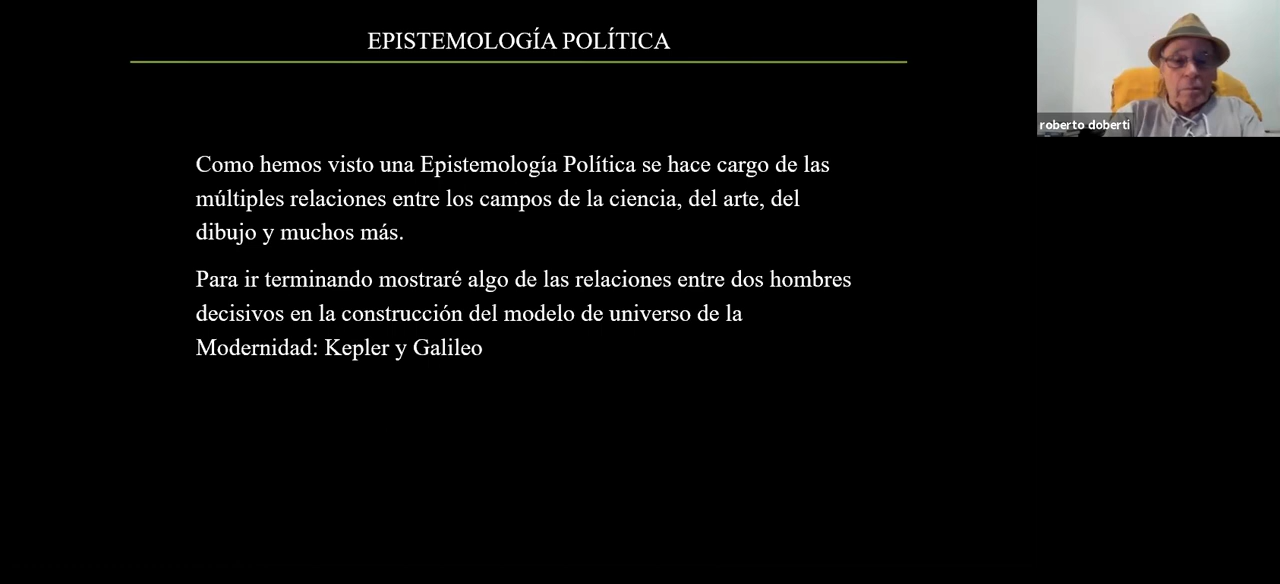 EPISTEMOLOGÍA POLÍTICA
roberto doberti
Como hemos visto una Epistemología Política se hace cargo de las
múltiples relaciones entre los campos de la ciencia, del arte, del
dibujo y muchos más.
Para ir terminando mostraré algo de las relaciones entre dos hombres
decisivos en la construcción del modelo de universo de la
Modernidad: Kepler y Galileo